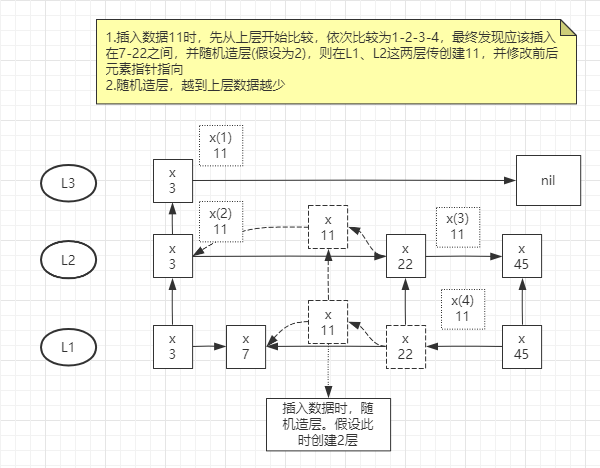 1.插入数据11时，先从上层开始比较，依次比较为1-2-3-4，最终发现应该插入
在7-22之间，并随机造层(假设为2)，则在L1、L2这两层传创建11，并修改前后
元素指针指向
2.随机造层，越到上层数据越少
x(1)
11
L3
x
3
nil
x(2)
11
x
11
x(3)
11
L2
x
3
x
22
x
45
x
11
x(4)
11
L1
x
3
x
7
x
22
x
45
插入数据时，随
机造层。假设此
时创建2层